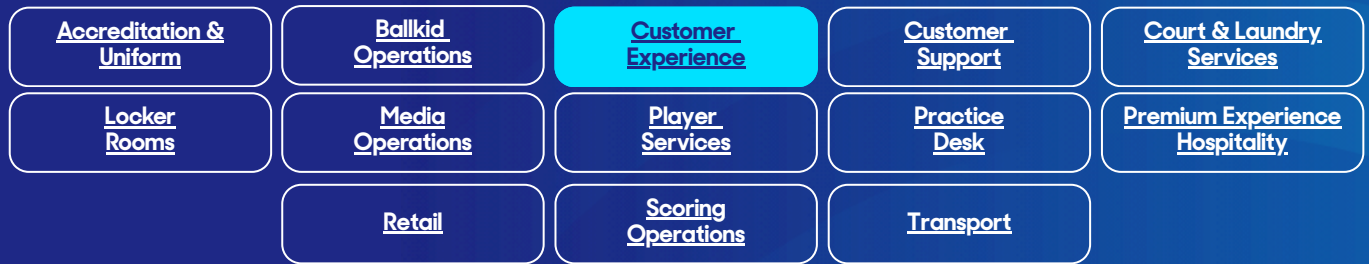 Accreditation &
Uniform
Ballkid
Operations
Customer
Experience
Customer
Support
Court & Laundry
Services
Locker
Rooms
Media
Operations
Player
Services
Practice
Desk
Premium Experience
Hospitality
Retail
Scoring
Operations
Transport